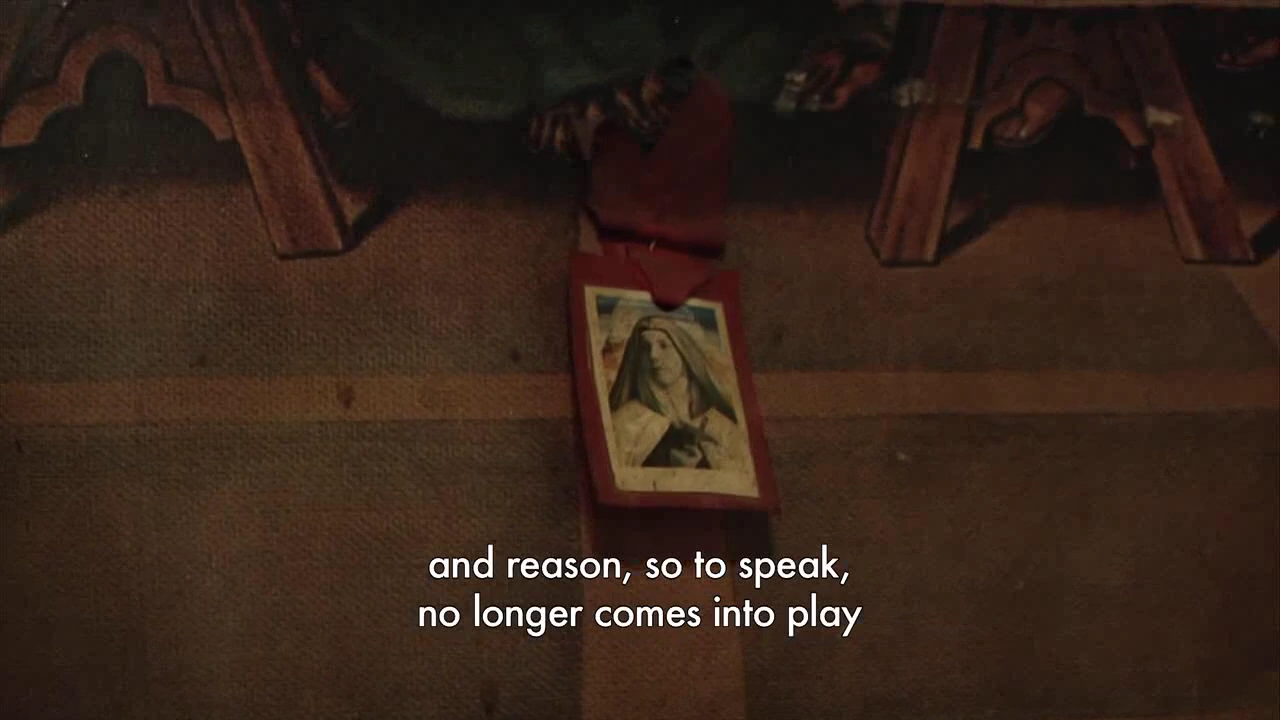 and reason, so to speak,
no longer comes into play